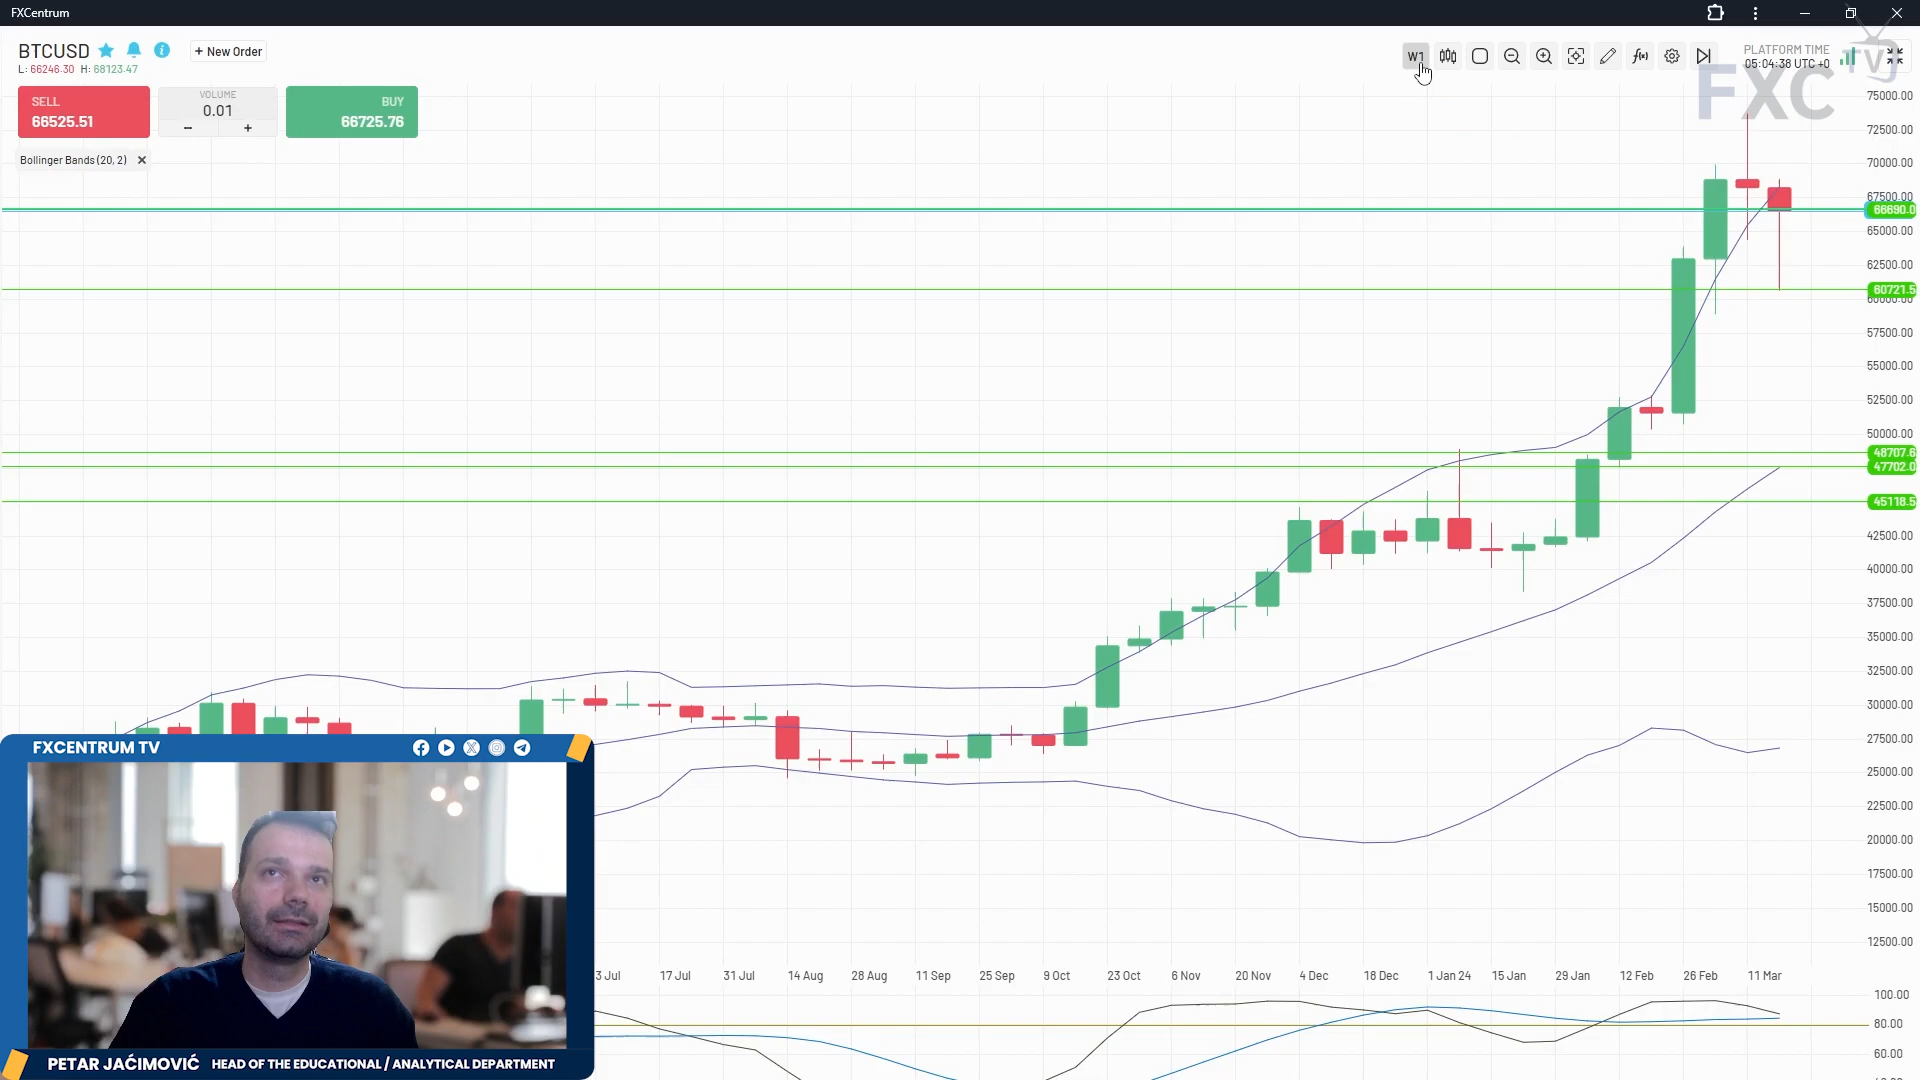 FXCentrum
BTCUSD
+ New Order
L: 66246.30 H: 68123.47
W1
PLATFORM TIME
05:04:38 UTC +0
FXC TV
SELL
66525.51
VOLUME
0.01
BUY
66725.76
Bollinger Bands (20, 2)
75000.00
72500.00
70000.00
67500.00
66690.0
65000.00
62500.00
60721.5
60000.00
57500.00
55000.00
52500.00
50000.00
48707.6
47702.0
45118.5
42500.00
40000.00
37500.00
35000.00
32500.00
30000.00
27500.00
25000.00
22500.00
20000.00
17500.00
15000.00
12500.00
3 Jul
17 Jul
31 Jul
14 Aug
28 Aug
11 Sep
25 Sep
9 Oct
23 Oct
6 Nov
20 Nov
4 Dec
18 Dec
1 Jan 24
15 Jan
29 Jan
12 Feb
26 Feb
11 Mar
100.00
80.00
60.00
FXCENTRUM TV
PETAR JAĆIMOVIĆ HEAD OF THE EDUCATIONAL / ANALYTICAL DEPARTMENT